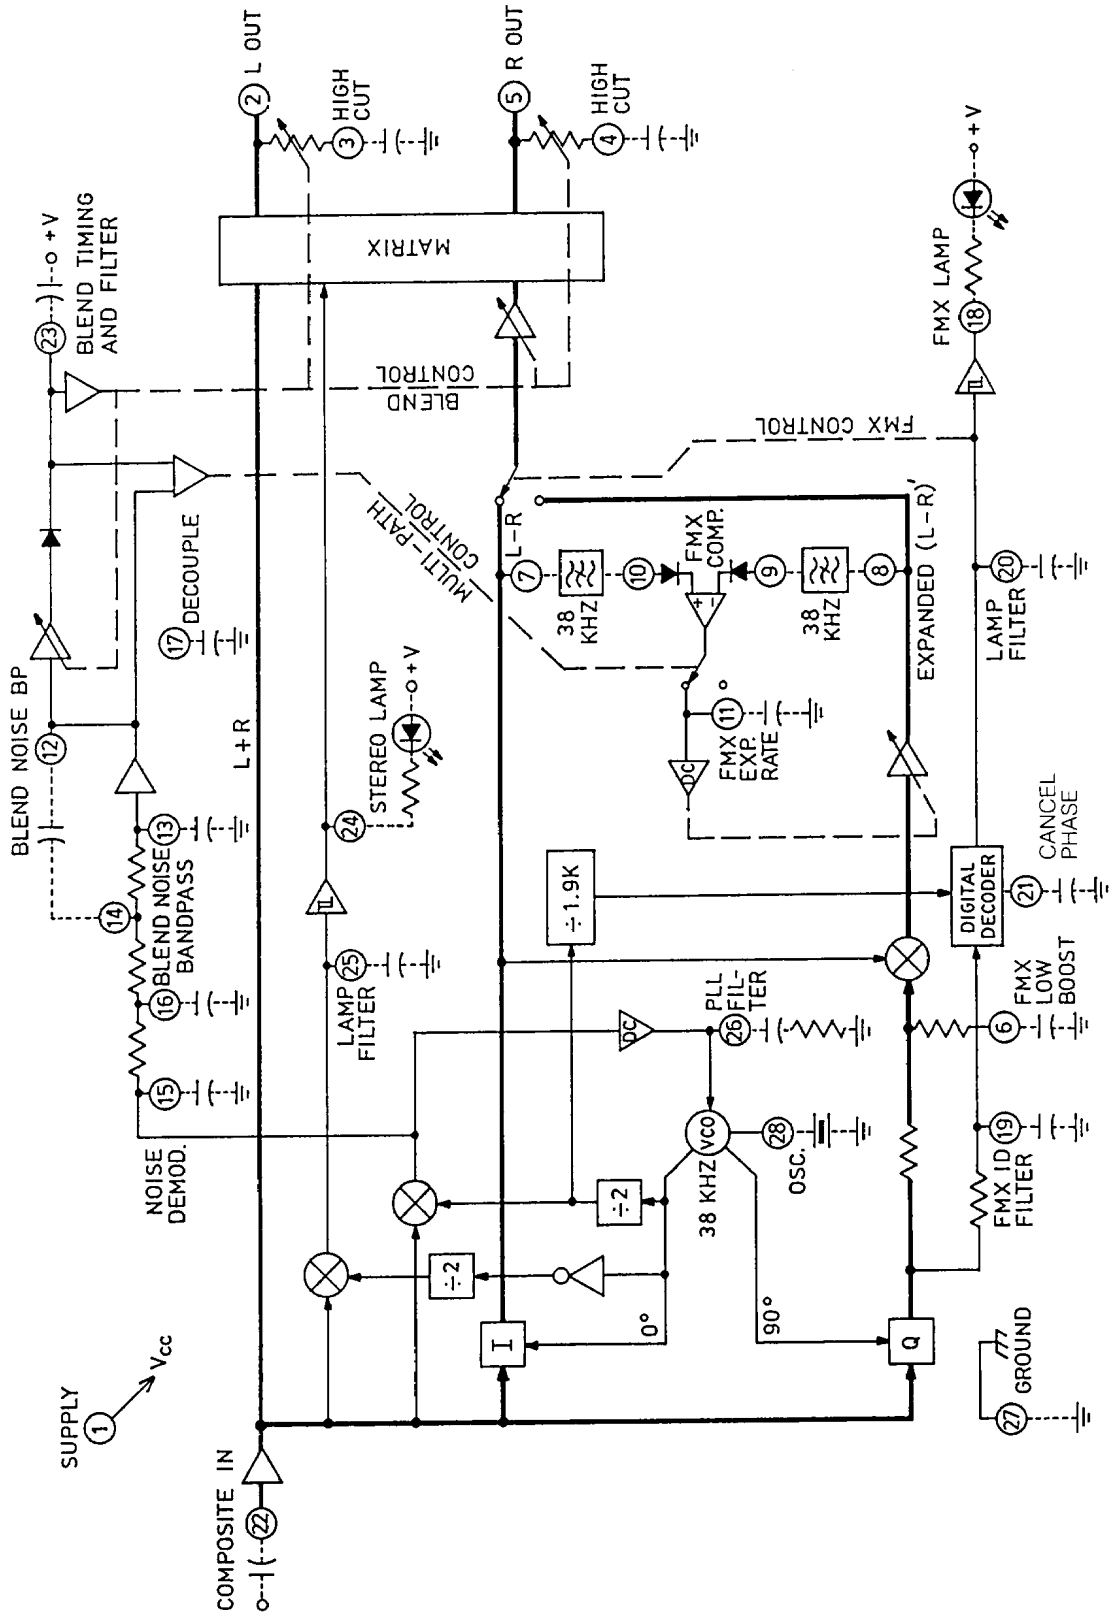 SUPPLY
1
Vcc
COMPOSITE IN
22
NOISE
DEMOD.
15
16
BLEND NOISE
BANDPASS
14
13
BLEND NOISE BP
12
17
DECOUPLE
23
+V
BLEND TIMING
AND FILTER
L+R
2
L OUT
3
HIGH
CUT
MATRIX
5
R OUT
4
HIGH
CUT
BLEND
CONTROL
MULTI-PATH
CONTROL
LAMP
FILTER
25
24
STEREO LAMP
+V
÷2
÷2
I
0°
90°
Q
38 KHZ
VCO
28
OSC.
DC
26
PLL
FIL-
TER
÷1.9K
DC
11
FMX
EXP.
RATE
L-R
7
38
KHZ
10
FMX
COMP.
+
-
9
38
KHZ
8
EXPANDED (L-R)'
FMX CONTROL
FMX LAMP
18
+V
20
LAMP
FILTER
DIGITAL
DECODER
21
CANCEL
PHASE
6
FMX
LOW
BOOST
19
FMX ID
FILTER
27
GROUND